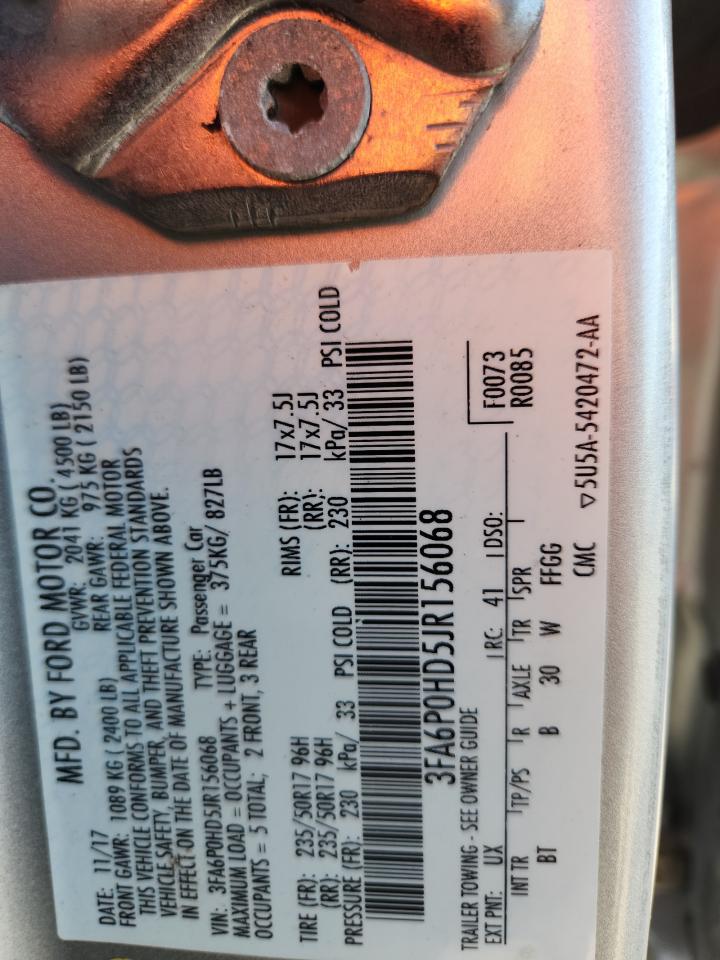 MFD. BY FORD MOTOR CO.
DATE: 11/17 GVWR: 2041 KG ( 4500 LB)
FRONT GAWR: 1089 KG ( 2400 LB) REAR GAWR: 975 KG ( 2150 LB)
THIS VEHICLE CONFORMS TO ALL APPLICABLE FEDERAL MOTOR
VEHICLE SAFETY, BUMPER, AND THEFT PREVENTION STANDARDS
IN EFFECT ON THE DATE OF MANUFACTURE SHOWN ABOVE.
VIN: 3FA6P0HD5JR156068 TYPE: Passenger Car
MAXIMUM LOAD = OCCUPANTS + LUGGAGE = 375KG/ 827LB
OCCUPANTS = 5 TOTAL; 2 FRONT, 3 REAR
TIRE (FR): 235/50R17 96H RIMS (FR): 17x7.5J
(RR): 235/50R17 96H (RR): 17x7.5J
PRESSURE (FR): 230 kPa/ 33 PSI COLD (RR): 230 kPa/ 33 PSI COLD
3FA6P0HD5JR156068
TRAILER TOWING - SEE OWNER GUIDE F0073
EXT PNT: UX RC: 41 DSO: R0085
INT TR TP/PS R AXLE TR SPR
BT B 30 W FFGG
CMC ▽5U5A-5420472-AA